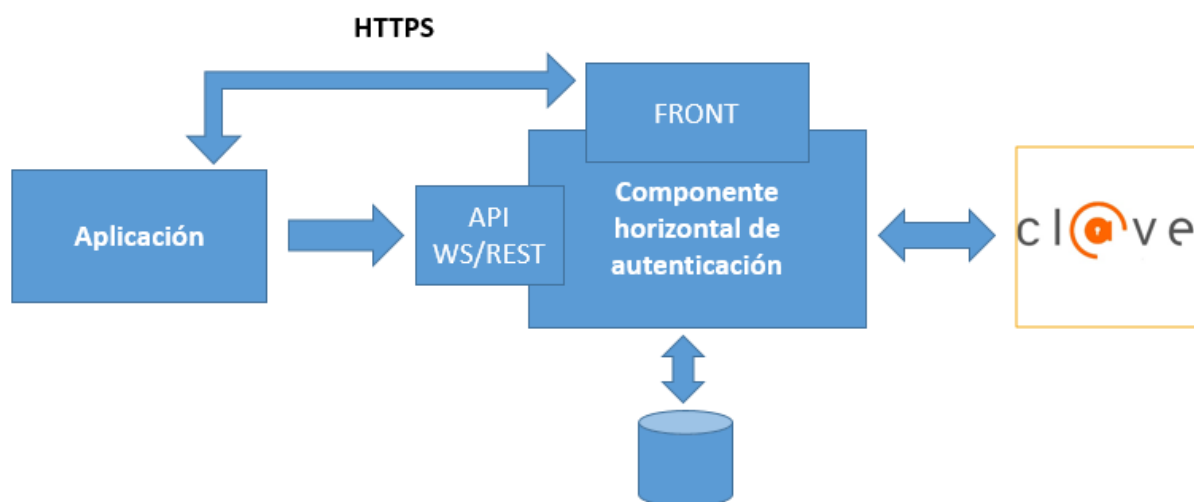 HTTPS
FRONT
Aplicación
API
WS/REST
Componente
horizontal de
autenticación
cl@ve